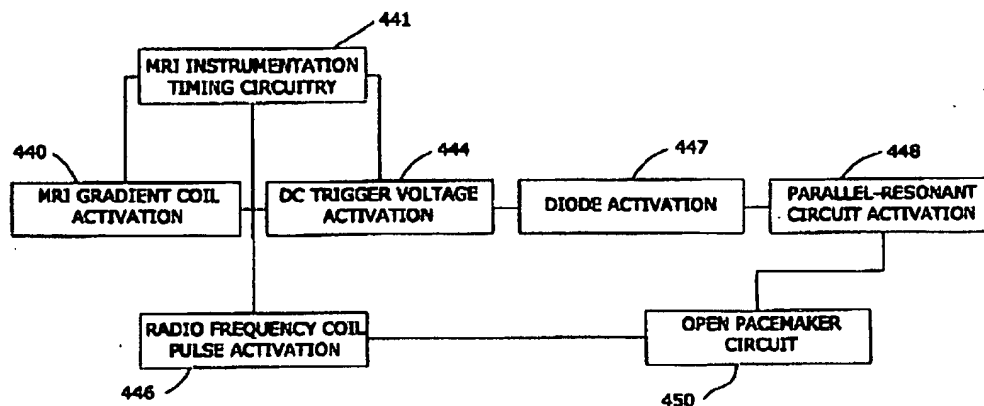 441
MRI INSTRUMENTATION
TIMING CIRCUITRY
440
444
447
448
MRI GRADIENT COIL
ACTIVATION
DC TRIGGER VOLTAGE
ACTIVATION
DIODE ACTIVATION
PARALLEL-RESONANT
CIRCUIT ACTIVATION
RADIO FREQUENCY COIL
PULSE ACTIVATION
OPEN PACEMAKER
CIRCUIT
446
450